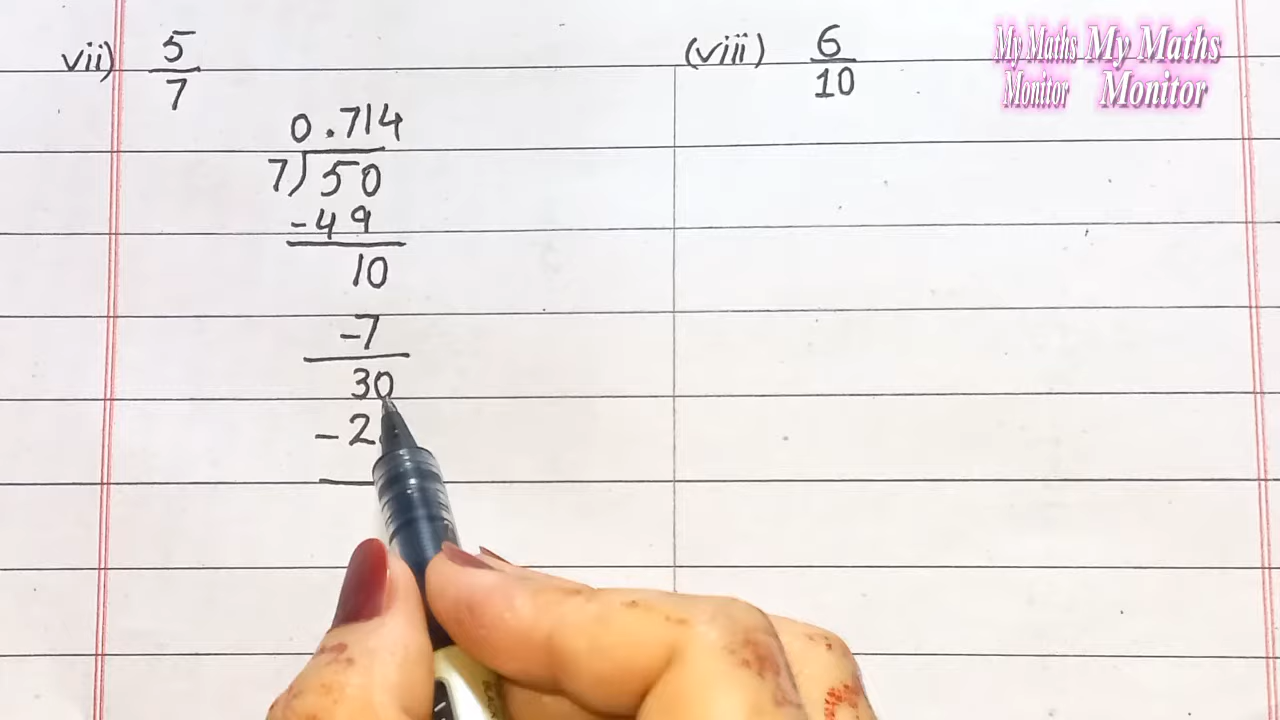 vii) 5/7
0.714
7)50
-49
10
-7
30
-2
(viii) 6/10
My Maths Monitor
My Maths Monitor